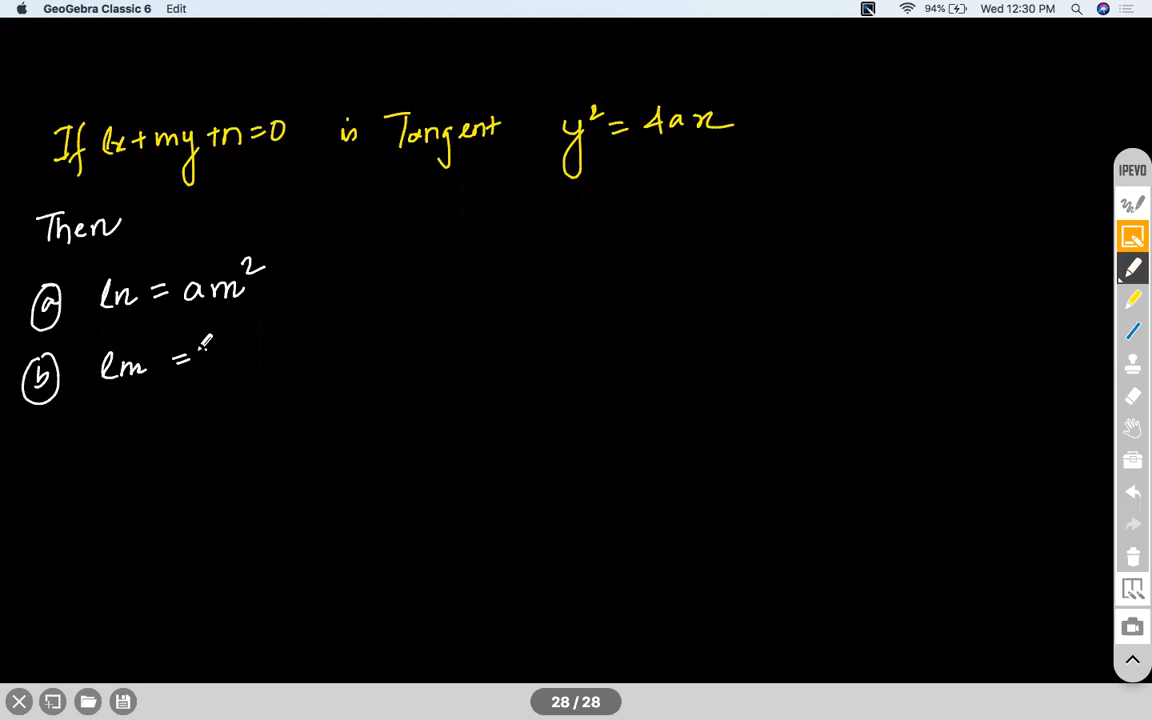 GeoGebra Classic 6 Edit 94% Wed 12:30 PM
If lx + my + n = 0 is Tangent y² = 4ax
IPEVO
Then
ⓐ ln = am²
ⓑ lm =
28 / 28